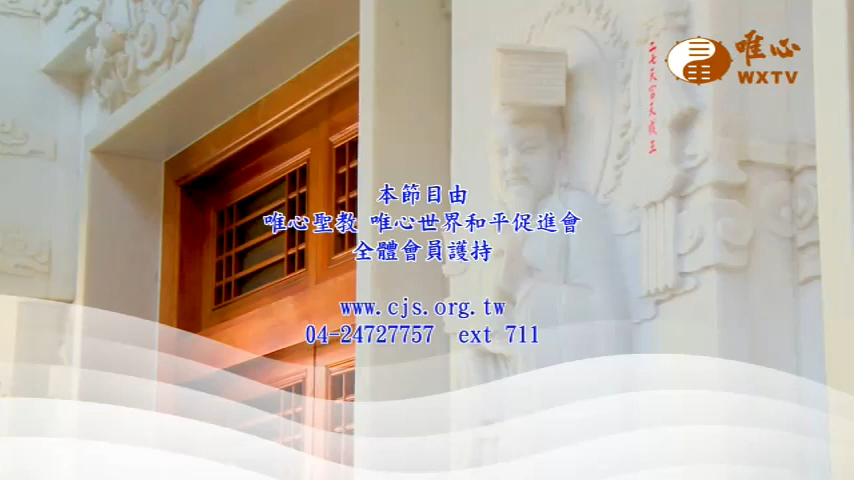 唯心
WXTV
本節目由
唯心聖教 唯心世界和平促進會
全體會員護持
www.cjs.org.tw
04-24727757 ext 711